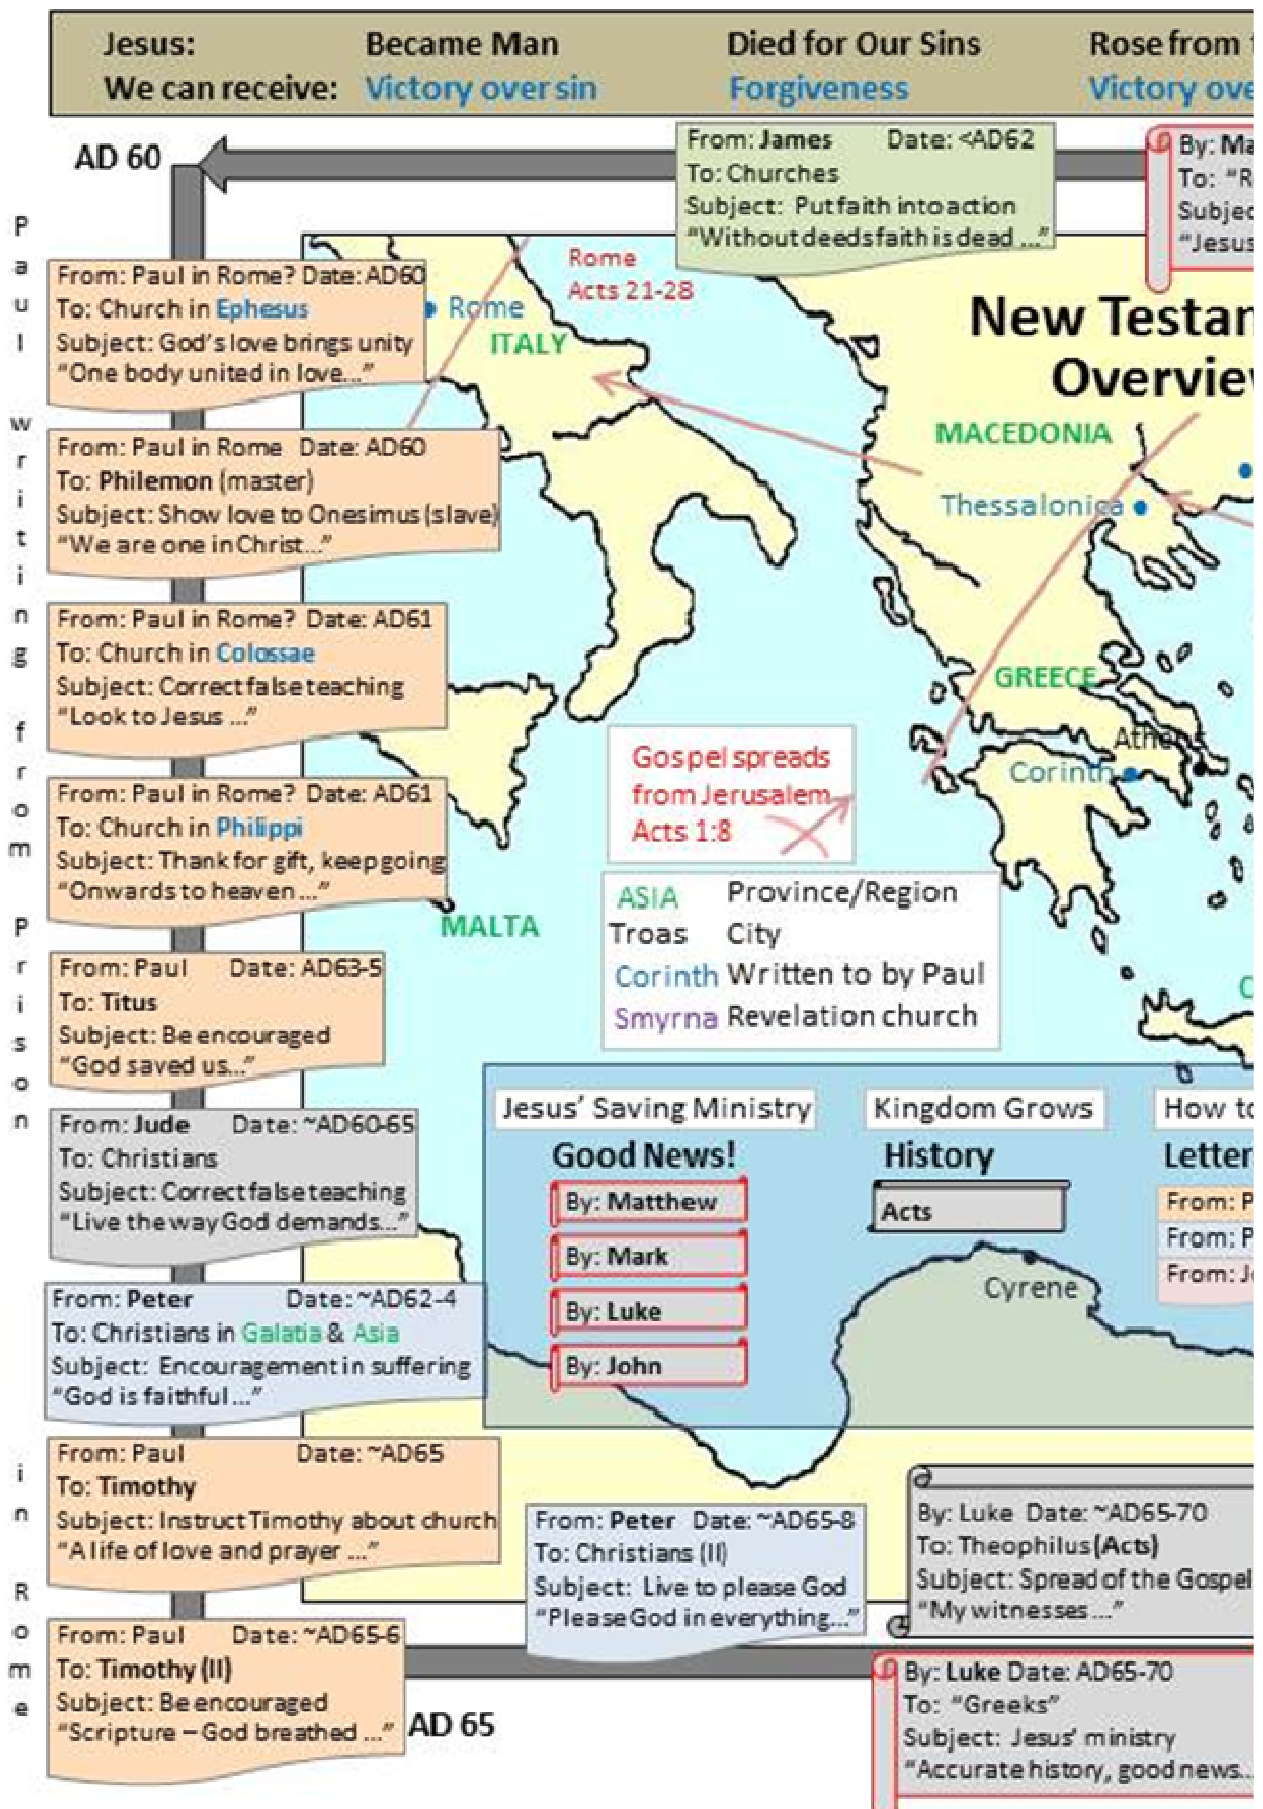 Jesus: Became Man Died for Our Sins Rose from
We can receive: Victory over sin Forgiveness Victory
AD 60
From: James Date: <AD62
To: Churches
Subject: Put faith into action
"Without deeds faith is dead ..."
By:
To:
"Jesus
Paul writing from Prison in Rome
From: Paul in Rome? Date: AD60
To: Church in Ephesus
Subject: God's love brings unity
"One body united in love..."
Rome
Acts 21-28
Rome
ITALY
New
MACEDONIA
Thessalonica
From: Paul in Rome Date: AD60
To: Philemon (master)
Subject: Show love to Onesimus (slave)
"We are one in Christ..."
From: Paul in Rome? Date: AD61
To: Church in Colossae
Subject: Correct false teaching
"Look to Jesus ..."
GREECE
Athens
Corinth
Gospel spreads
from Jerusalem
Acts 1:8
From: Paul in Rome? Date: AD61
To: Church in Philippi
Subject: Thank for gift, keep going
"Onwards to heaven ..."
MALTA
ASIA Province/Region
Troas City
Corinth Written to by Paul
Smyrna Revelation church
From: Paul Date: AD63-5
To: Titus
Subject: Be encouraged
"God saved us..."
Jesus' Saving Ministry Kingdom Grows How to
Good News! History
By: Matthew
By: Mark
By: Luke
By: John
Acts
From:
From:
From:
Cyrene
From: Jude Date: ~AD60-65
To: Christians
Subject: Correct false teaching
"Live the way God demands..."
From: Peter Date: ~AD62-4
To: Christians in Galatia & Asia
Subject: Encouragement in suffering
"God is faithful ..."
From: Paul Date: ~AD65
To: Timothy
Subject: Instruct Timothy about church
"A life of love and prayer ..."
From: Peter Date: ~AD65-8
To: Christians (II)
Subject: Live to please God
"Please God in everything..."
By: Luke Date: ~AD65-70
To: Theophilus (Acts)
Subject: Spread of the Gospel
"My witnesses ..."
From: Paul Date: ~AD65-6
To: Timothy (II)
Subject: Be encouraged
"Scripture – God breathed ..."
AD 65
By: Luke Date: AD65-70
To: "Greeks"
Subject: Jesus' ministry
"Accurate history, good news...